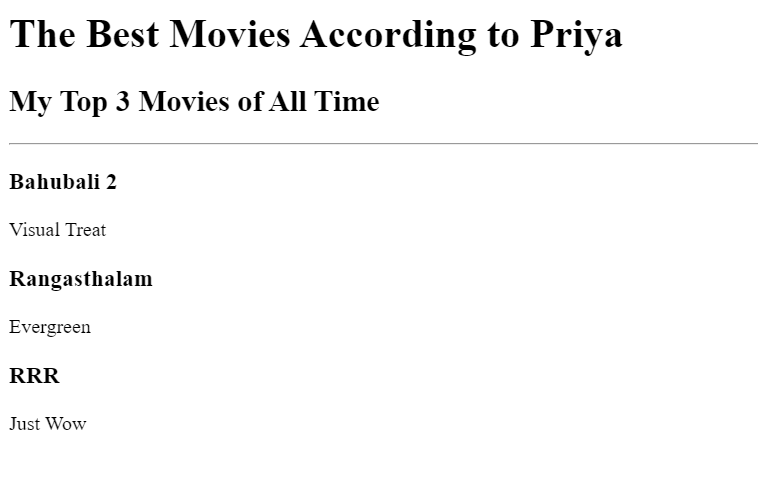 The Best Movies According to Priya
My Top 3 Movies of All Time
Bahubali 2
Visual Treat
Rangasthalam
Evergreen
RRR
Just Wow